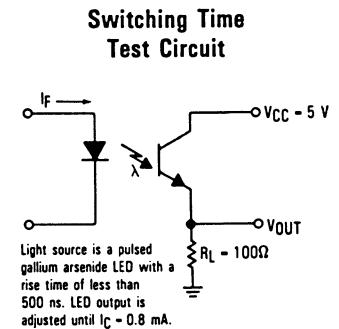 Switching Time
Test Circuit
IF
VCC = 5 V
λ
VOUT
RL = 100Ω
Light source is a pulsed
gallium arsenide LED with a
rise time of less than
500 ns. LED output is
adjusted until IC = 0.8 mA.